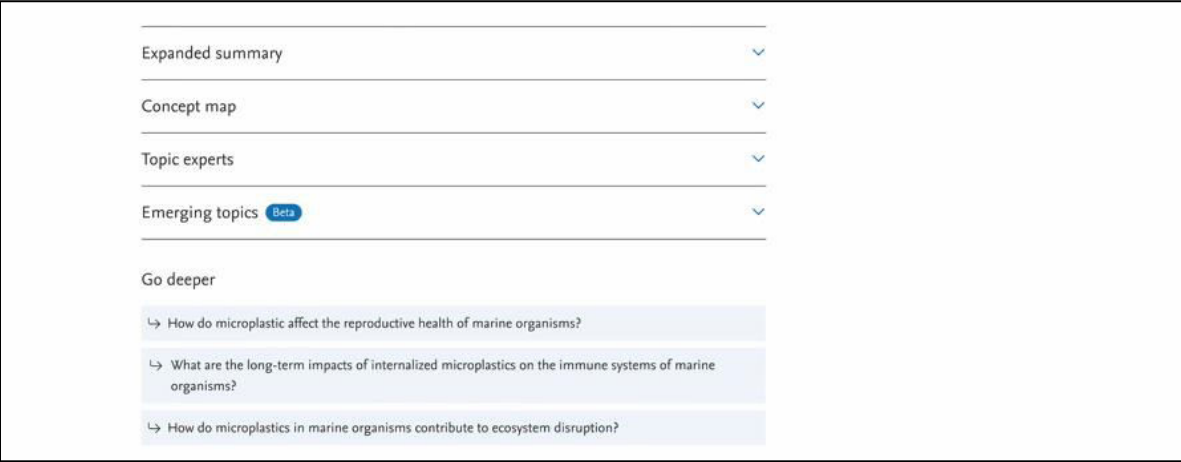 Expanded summary
Concept map
Topic experts
Emerging topics Beta
Go deeper
↳ How do microplastic affect the reproductive health of marine organisms?
↳ What are the long-term impacts of internalized microplastics on the immune systems of marine
organisms?
↳ How do microplastics in marine organisms contribute to ecosystem disruption?